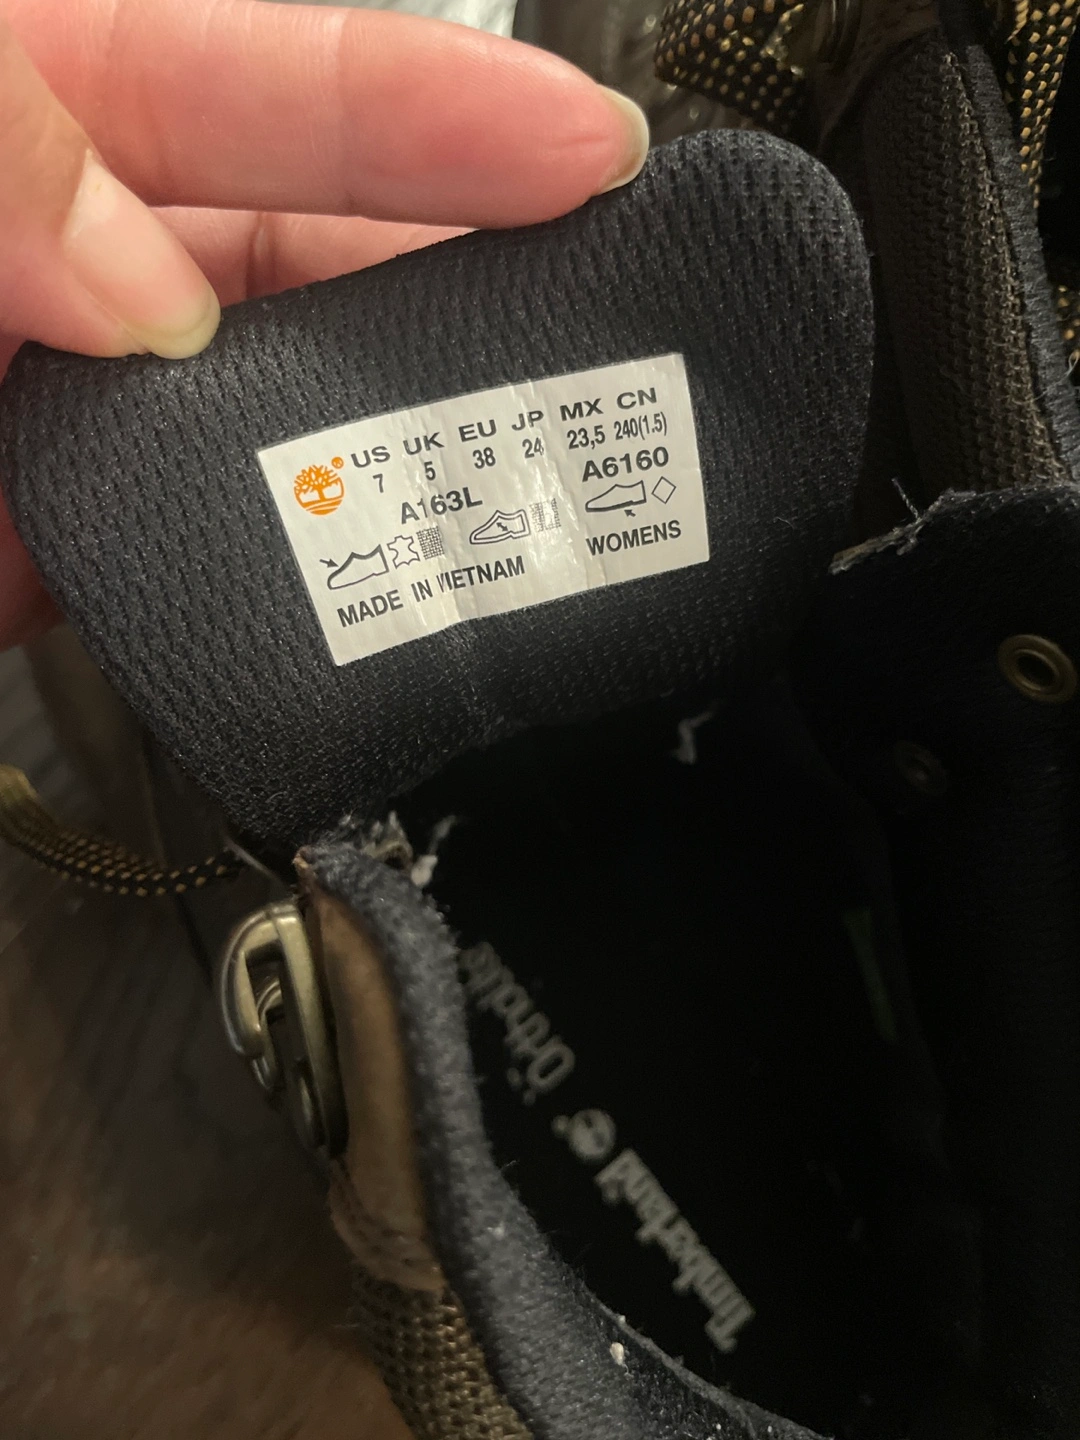 ® US UK EU JP MX CN
7 5 38 24 23,5 240(1.5)
A163L A6160
MADE IN VIETNAM WOMENS
Timberland ®